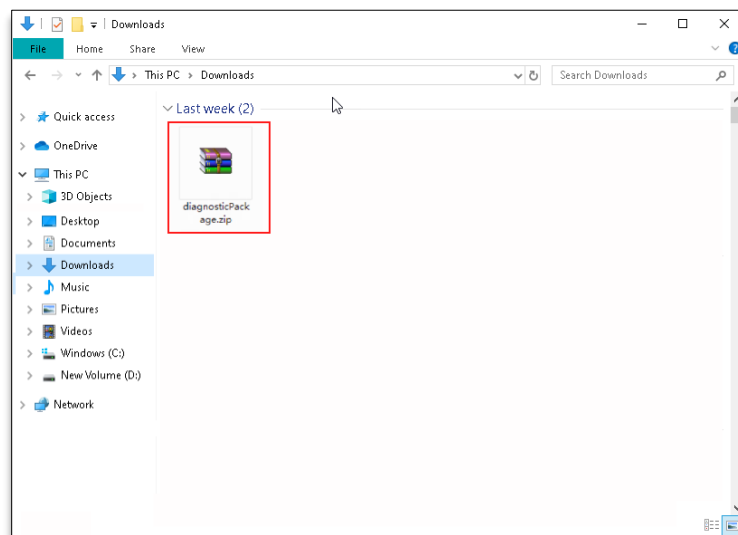 Downloads
File Home Share View
This PC > Downloads
Search Downloads
Quick access
OneDrive
This PC
3D Objects
Desktop
Documents
Downloads
Music
Pictures
Videos
Windows (C:)
New Volume (D:)
Network
Last week (2)
diagnosticPack
age.zip